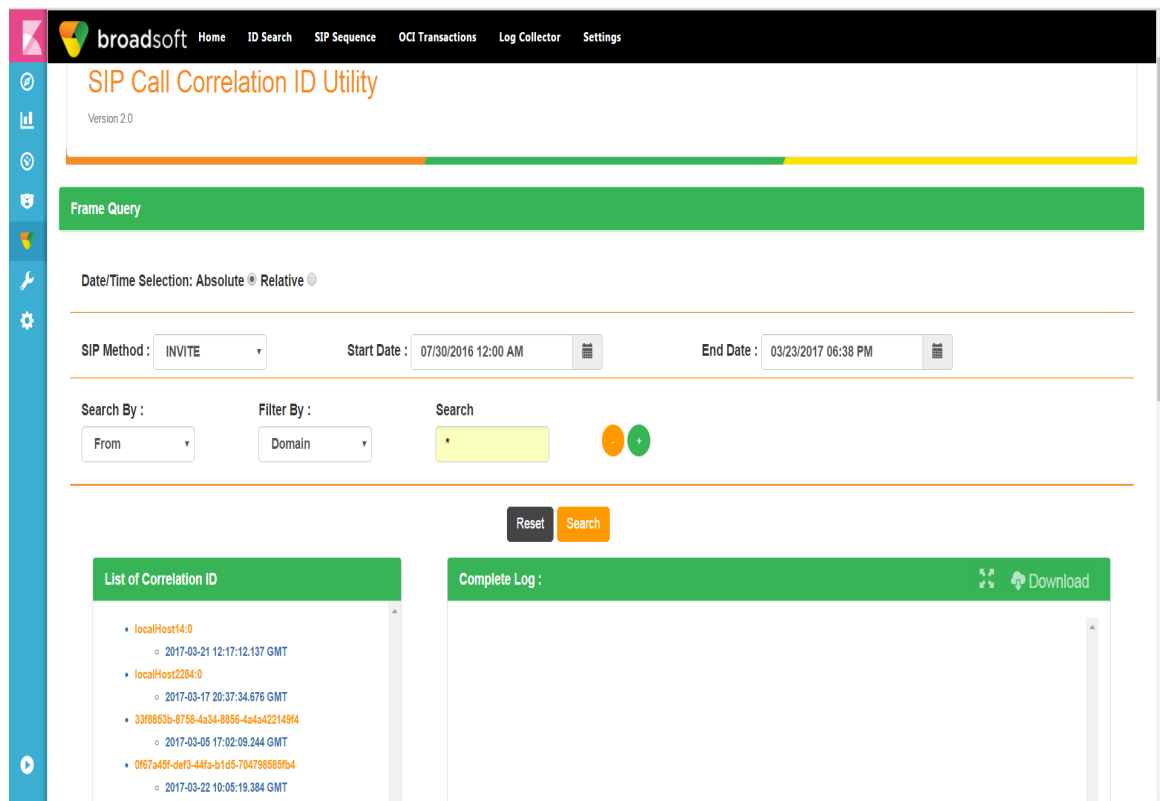 broadsoft Home ID Search SIP Sequence OCI Transactions Log Collector Settings
SIP Call Correlation ID Utility
Version 2.0
Frame Query
Date/Time Selection: Absolute Relative
SIP Method : INVITE Start Date : 07/30/2016 12:00 AM End Date : 03/23/2017 06:38 PM
Search By : Filter By : Search
From Domain * - +
Reset Search
List of Correlation ID Complete Log : Download
localHost14:0
2017-03-21 12:17:12.137 GMT
localHost2284:0
2017-03-17 20:37:34.676 GMT
33f8853b-8758-4a34-8856-4a4a422149f4
2017-03-05 17:02:09.244 GMT
0f67a45f-def3-44fa-b1d5-704798585fb4
2017-03-22 10:05:19.384 GMT